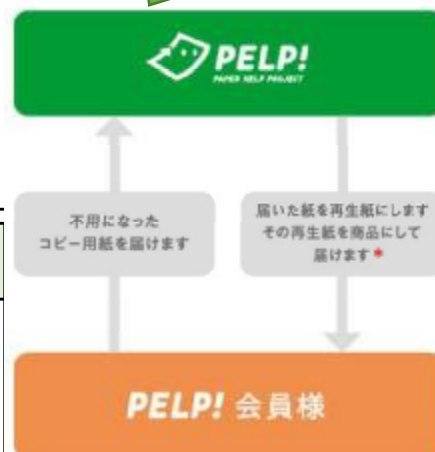 PELP!
PAPER HELP PROJECT
不用になった
コピー用紙を届けます
届いた紙を再生紙にします
その再生紙を商品にして
届けます*
PELP! 会員様